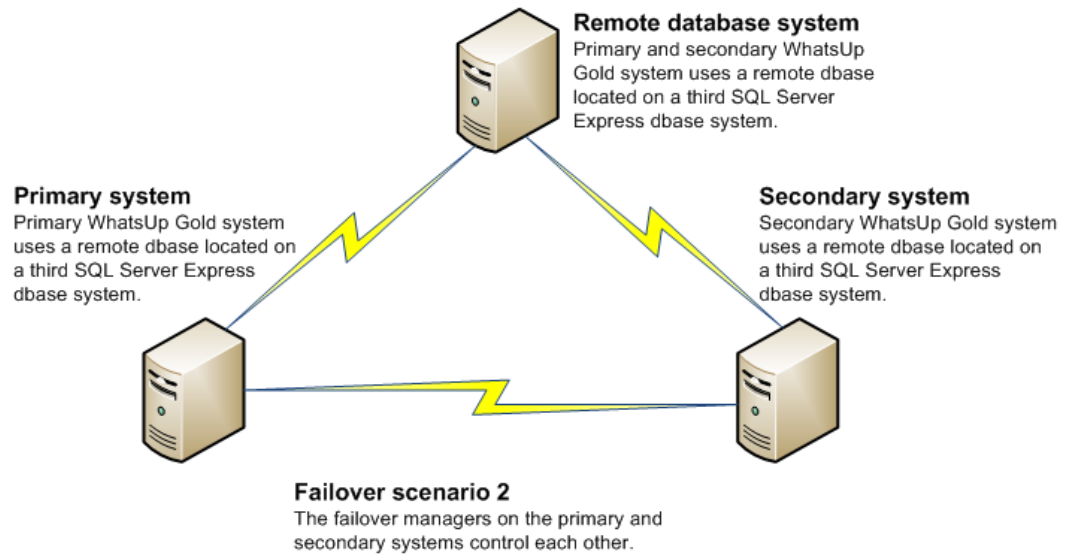 Remote database system
Primary and secondary WhatsUp
Gold system uses a remote dbase
located on a third SQL Server
Express dbase system.
Primary system
Primary WhatsUp Gold system
uses a remote dbase located on
a third SQL Server Express
dbase system.
Secondary system
Secondary WhatsUp Gold system
uses a remote dbase located on
a third SQL Server Express
dbase system.
Failover scenario 2
The failover managers on the primary and
secondary systems control each other.